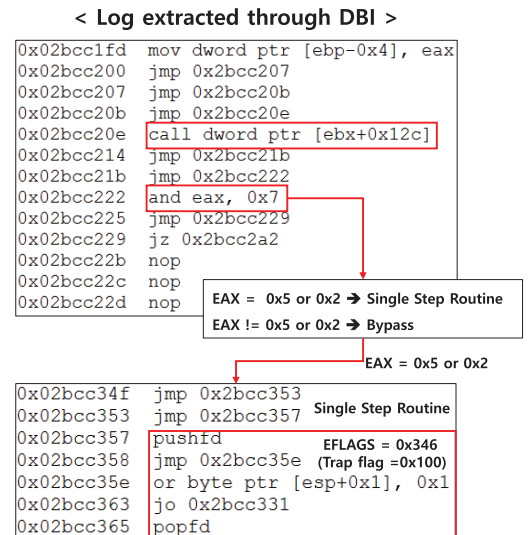 < Log extracted through DBI >
0x02bcc1fd mov dword ptr [ebp-0x4], eax
0x02bcc200 jmp 0x2bcc207
0x02bcc207 jmp 0x2bcc20b
0x02bcc20b jmp 0x2bcc20e
0x02bcc20e call dword ptr [ebx+0x12c]
0x02bcc214 jmp 0x2bcc21b
0x02bcc21b jmp 0x2bcc222
0x02bcc222 and eax, 0x7
0x02bcc225 jmp 0x2bcc229
0x02bcc229 jz 0x2bcc2a2
0x02bcc22b nop
0x02bcc22c nop
0x02bcc22d nop
EAX = 0x5 or 0x2 ➔ Single Step Routine
EAX != 0x5 or 0x2 ➔ Bypass
EAX = 0x5 or 0x2
0x02bcc34f jmp 0x2bcc353
0x02bcc353 jmp 0x2bcc357
Single Step Routine
0x02bcc357 pushfd
0x02bcc358 jmp 0x2bcc35e
EFLAGS = 0x346
(Trap flag =0x100)
0x02bcc35e or byte ptr [esp+0x1], 0x1
0x02bcc363 jo 0x2bcc331
0x02bcc365 popfd